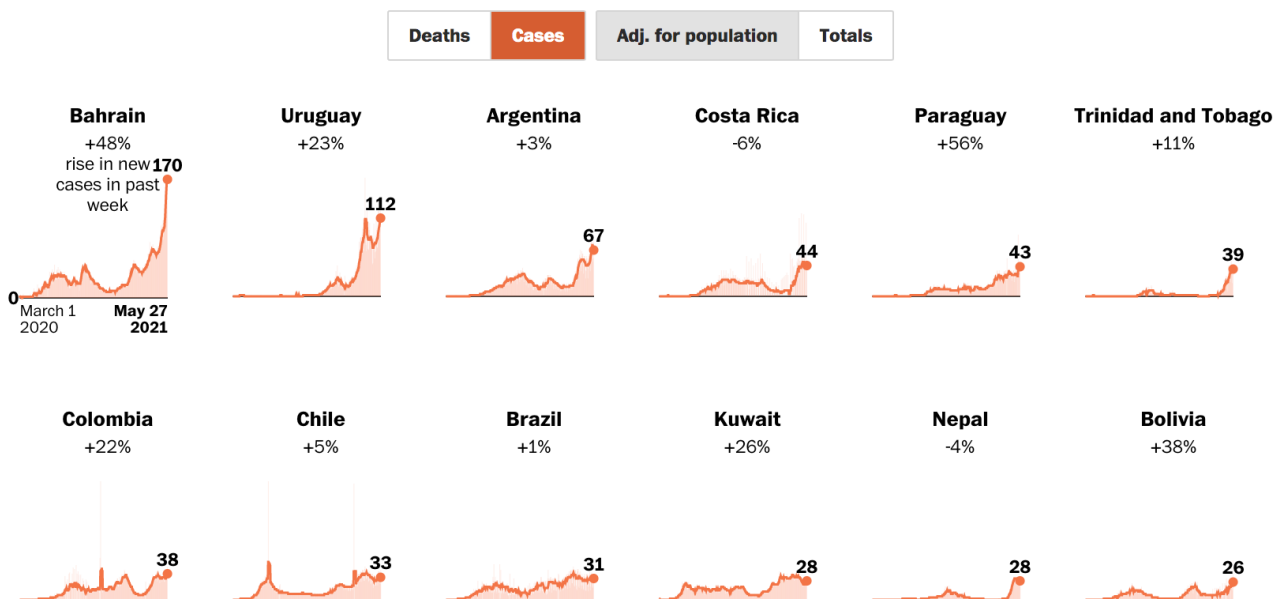 Deaths Cases Adj. for population Totals
Bahrain Uruguay Argentina Costa Rica Paraguay Trinidad and Tobago
+48% +23% +3% -6% +56% +11%
rise in new 170
cases in past
week
112
67
44
43
39
0
March 1 May 27
2020 2021
Colombia Chile Brazil Kuwait Nepal Bolivia
+22% +5% +1% +26% -4% +38%
38 33 31 28 28 26